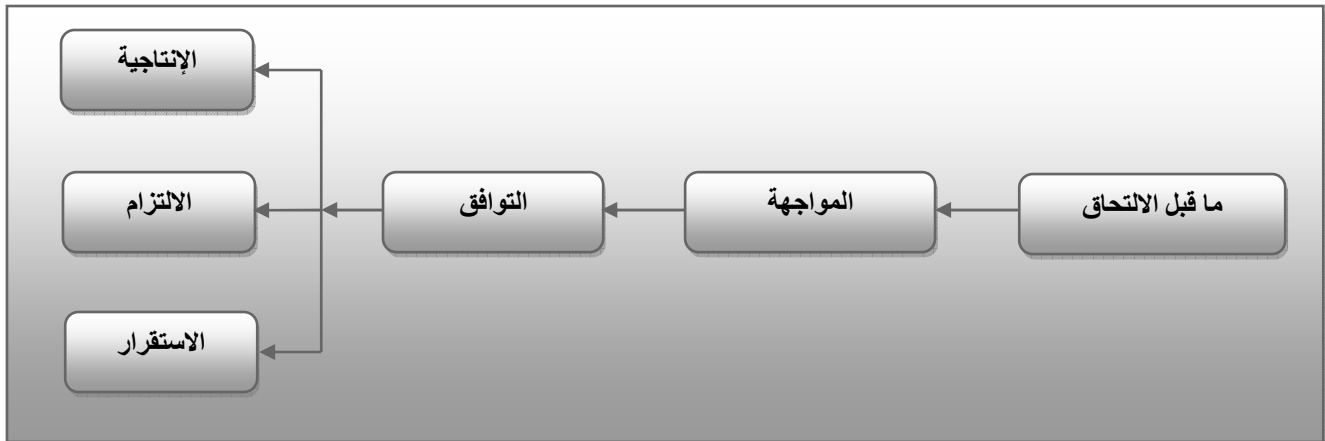 الإنتاجية
ما قبل الالتحاق
المواجهة
التوافق
الالتزام
الاستقرار